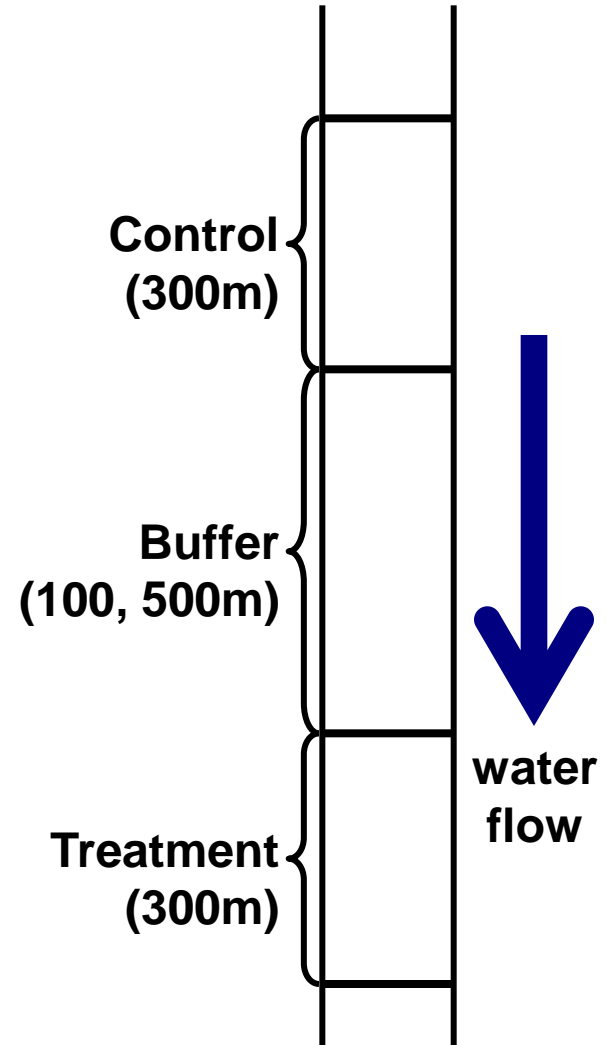 Control
(300m)
Buffer
(100, 500m)
water
flow
Treatment
(300m)